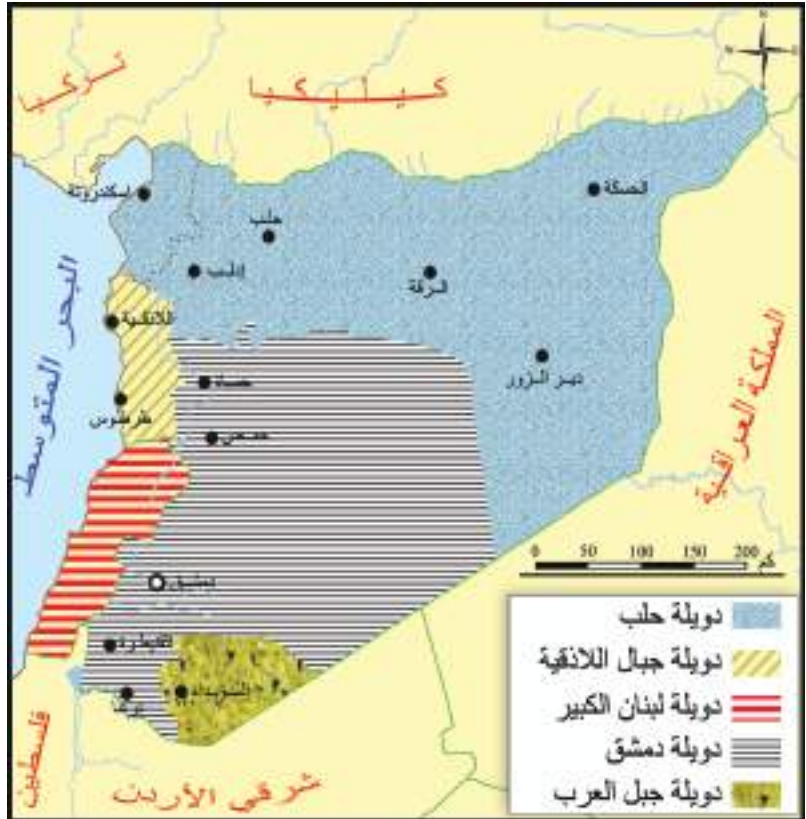 N
تركيا
كيليكيا
اسكندرونة
الحسكة
حلب
إدلب
الرقة
البحر المتوسط
اللاذقية
دير الزور
حماة
طرطوس
حمص
المملكة العراقية
0 50 100 150 200 كم
دمشق
دويلة حلب
القنيطرة
دويلة جبال اللاذقية
دويلة لبنان الكبير
دويلة دمشق
دويلة جبل العرب
فلسطين
شرقي الأردن